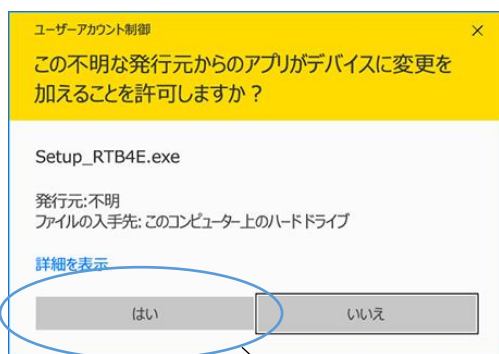 ユーザーアカウント制御
この不明な発行元からのアプリがデバイスに変更を
加えることを許可しますか？
Setup_RTB4E.exe
発行元:不明
ファイルの入手先: このコンピューター上のハード ドライブ
詳細を表示
はい
いいえ